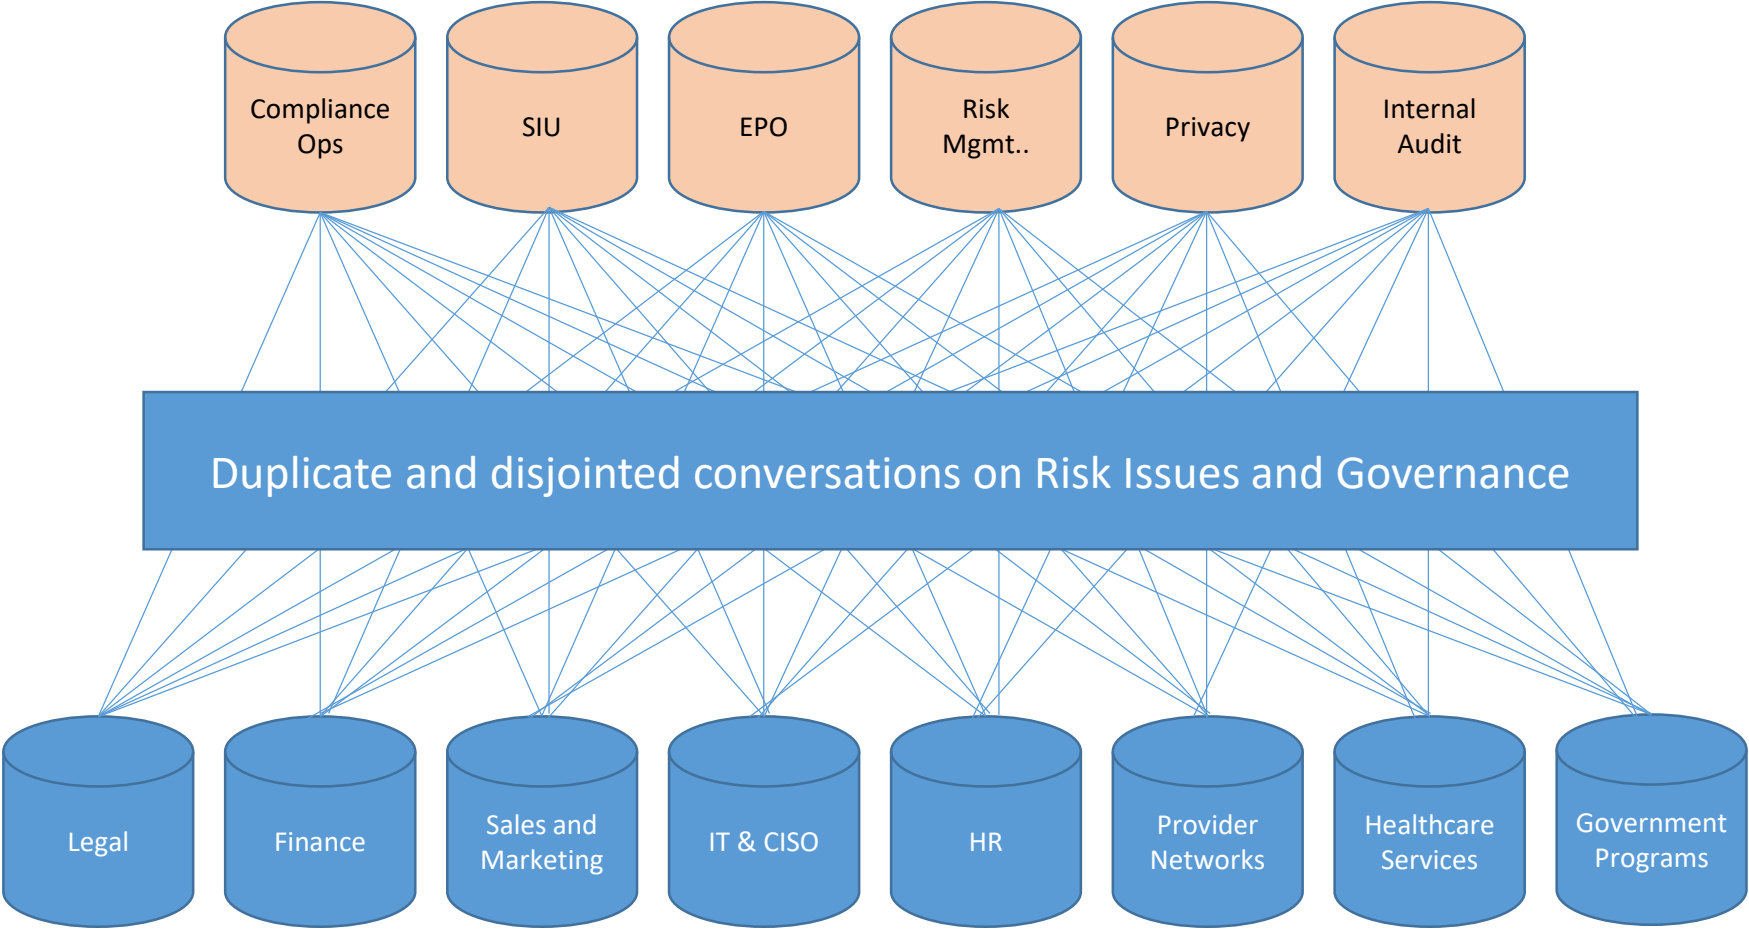 Compliance
Ops
SIU
EPO
Risk
Mgmt..
Privacy
Internal
Audit
Duplicate and disjointed conversations on Risk Issues and Governance
Legal
Finance
Sales and
Marketing
IT & CISO
HR
Provider
Networks
Healthcare
Services
Government
Programs